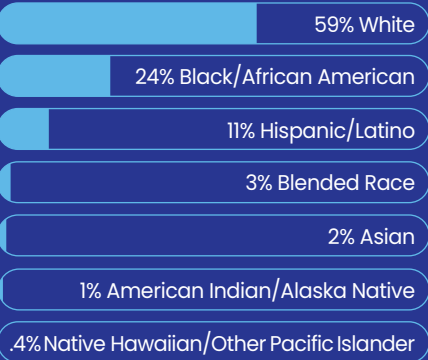 59% White
24% Black/African American
11% Hispanic/Latino
3% Blended Race
2% Asian
1% American Indian/Alaska Native
.4% Native Hawaiian/Other Pacific Islander